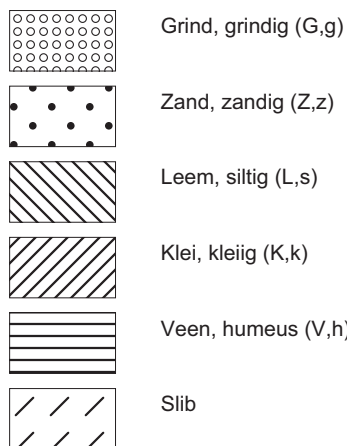 Grind, grindig (G,g)
Zand, zandig (Z,z)
Leem, siltig (L,s)
Klei, kleiig (K,k)
Veen, humeus (V,h)
Slib